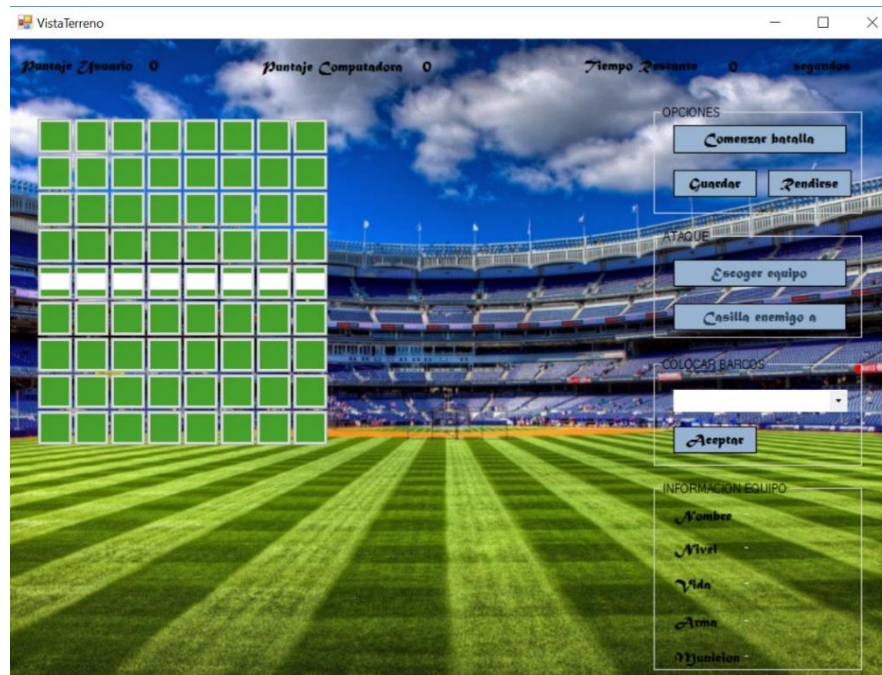 VistaTerreno
Puntaje Usuario 0 Puntaje Computadora 0 Tiempo Restante 0 segundos
OPCIONES
Comenzar batalla
Guardar Rendirse
ATAQUE
Escoger equipo
Casilla enemigo a
COLOCAR BARCOS
Aceptar
INFORMACION EQUIPO
Nombre -
Nivel -
Vida -
Arma -
Municion -